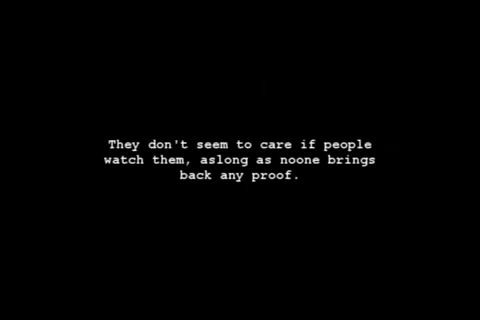 They don't seem to care if people
watch them, aslong as noone brings
back any proof.